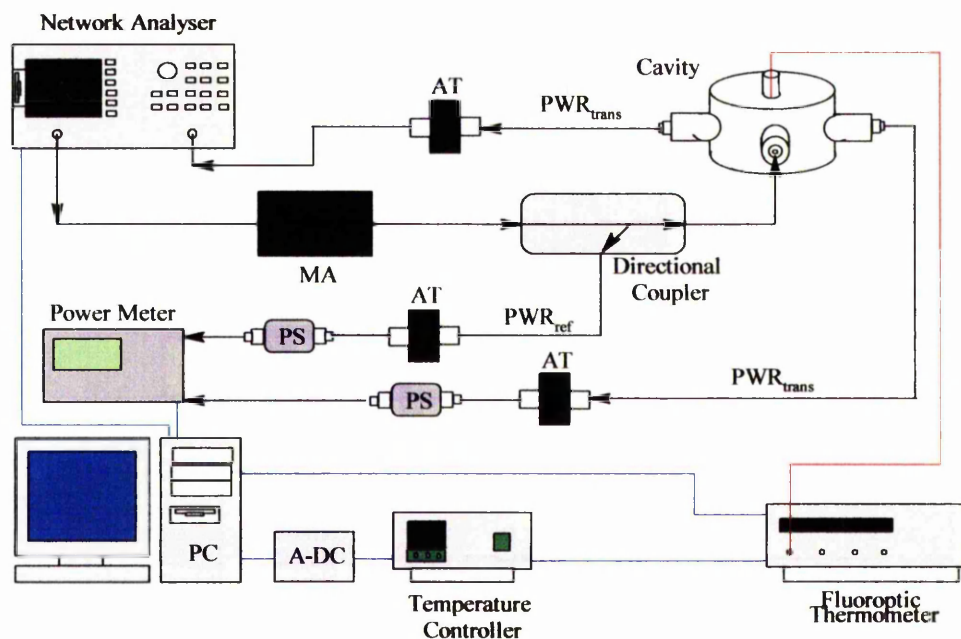 Network Analyser
Cavity
AT
PWRtrans
MA
Directional
Coupler
Power Meter
AT
PWRref
PS
AT
PWRtrans
PS
PC
A-DC
Temperature
Controller
Fluoroptic
Thermometer